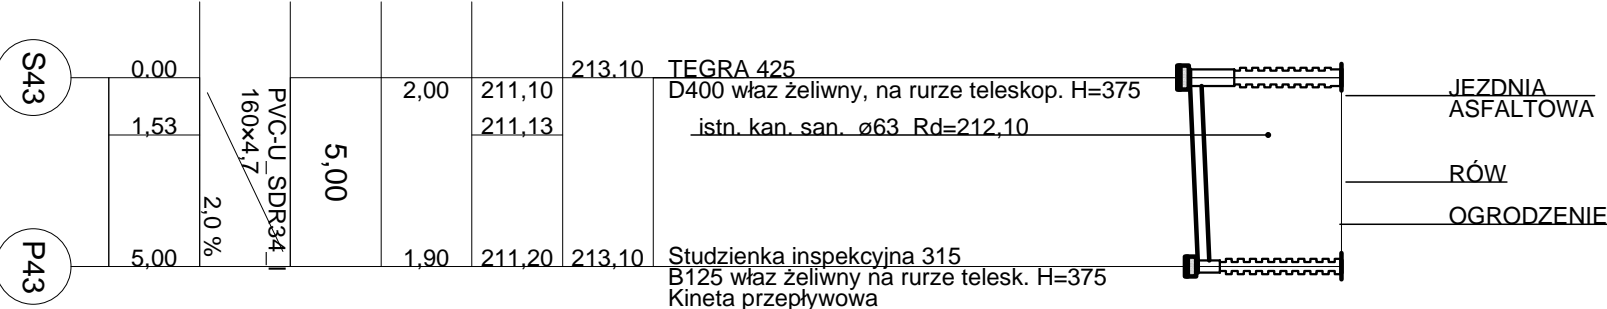 S43
0.00
213.10
TEGRA 425
2,00
211,10
D400 właz żeliwny, na rurze teleskop. H=375
JEZDNIA
ASFALTOWA
1,53
211,13
istn. kan. san. ø63 Rd=212,10
PVC-U SDR34
160x4,7
5,00
2,0 %
RÓW
OGRODZENIE
P43
5,00
1,90
211,20
213,10
Studzienka inspekcyjna 315
B125 właz żeliwny na rurze telesk. H=375
Kineta przepływowa